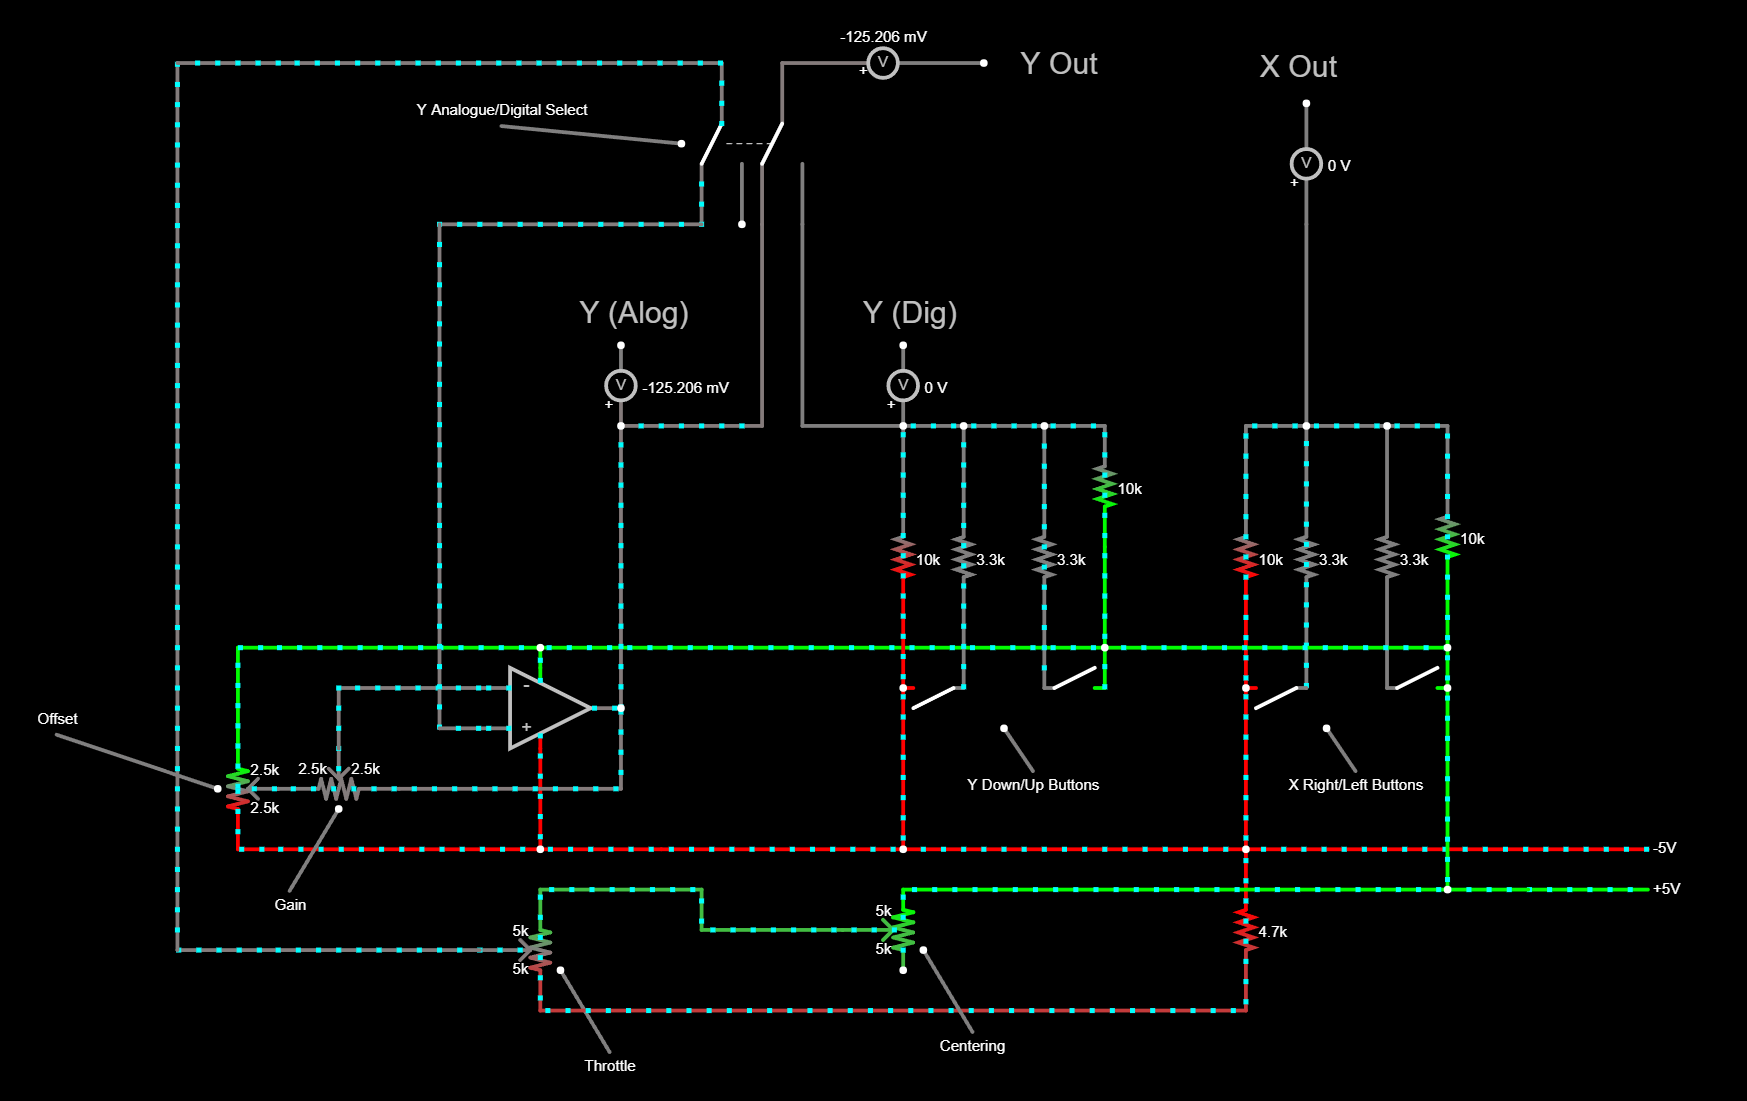 -125.206 mV
V
+
Y Out
X Out
Y Analogue/Digital Select
V
0 V
+
Y (Alog)
Y (Dig)
V
-125.206 mV
+
V
0 V
+
10k
10k
10k
3.3k
3.3k
10k
3.3k
3.3k
-
+
Offset
2.5k
2.5k
2.5k
2.5k
Y Down/Up Buttons
X Right/Left Buttons
-5V
+5V
Gain
5k
5k
5k
5k
4.7k
Centering
Throttle